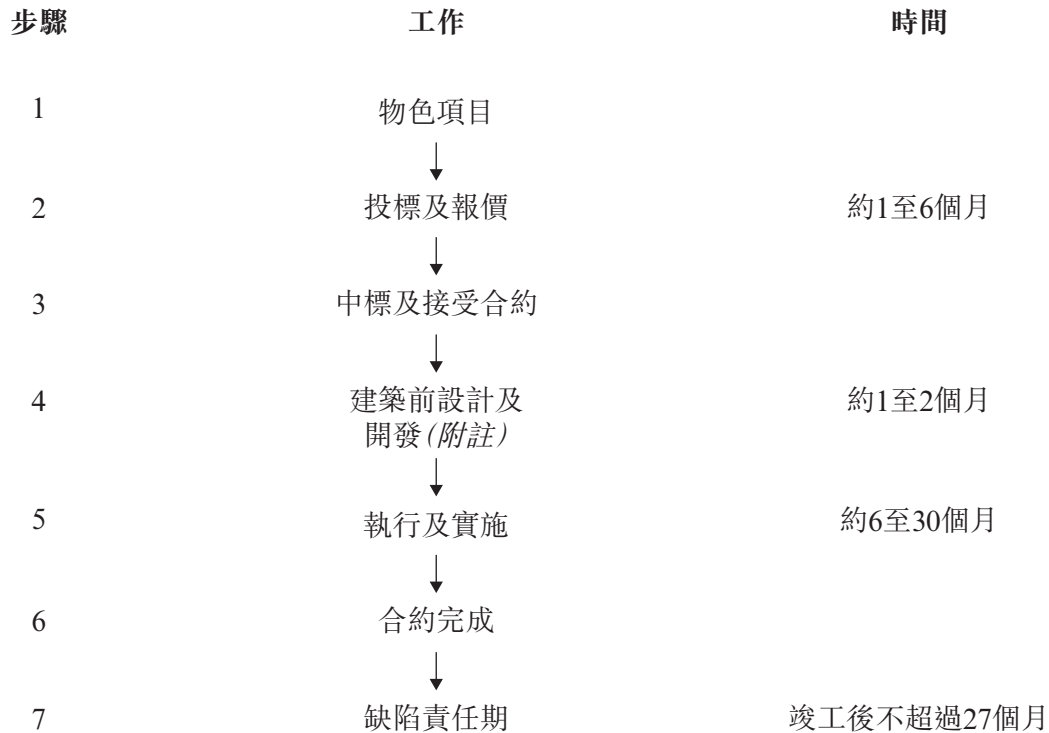 步驟 工作 時間
1 物色項目
2 投標及報價 約1至6個月
3 中標及接受合約
4 建築前設計及 約1至2個月
開發(附註)
5 執行及實施 約6至30個月
6 合約完成
7 缺陷責任期 竣工後不超過27個月